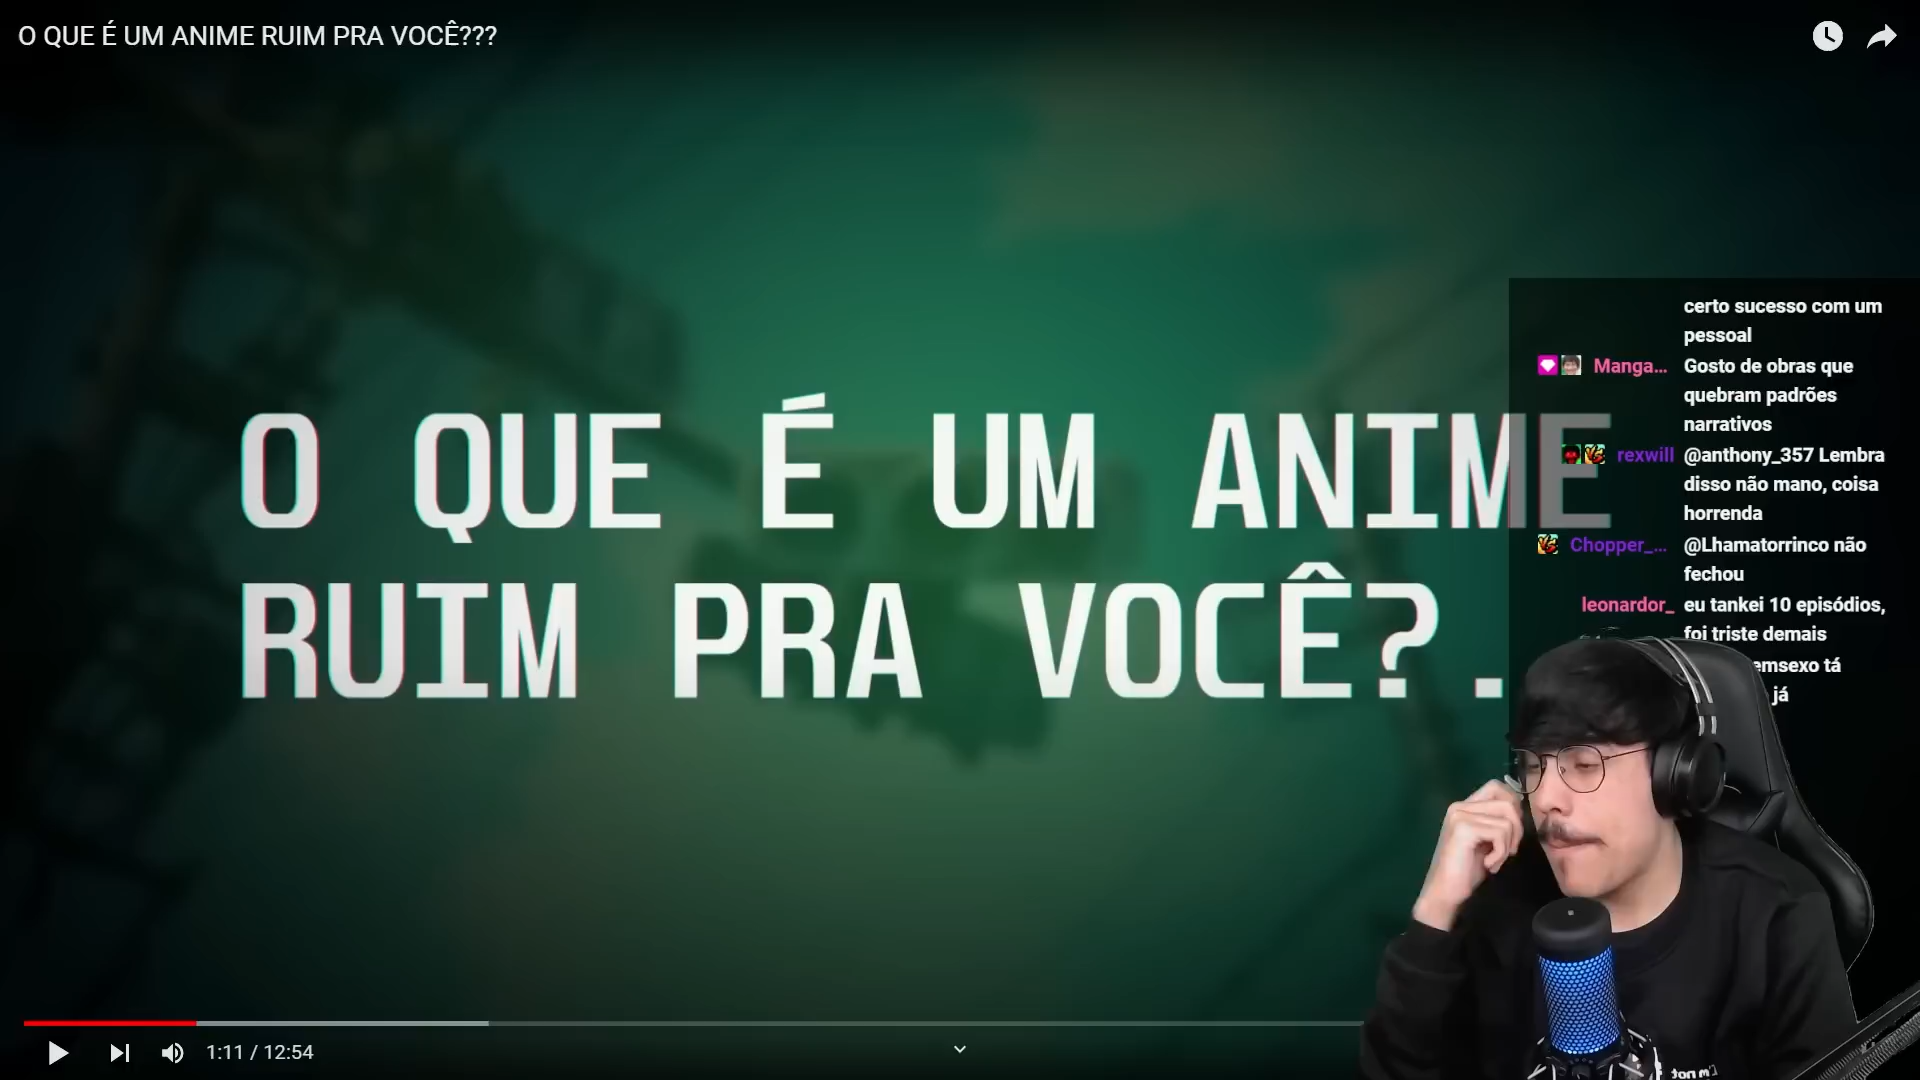 O QUE É UM ANIME RUIM PRA VOCÊ???
O QUE É UM ANIME
RUIM PRA VOCÊ?.
certo sucesso com um
pessoal
Manga... Gosto de obras que
quebram padrões
narrativos
rexwill @anthony_357 Lembra
disso não mano, coisa
horrenda
Chopper_... @Lhamatorrinco não
fechou
leonardor_ eu tankei 10 episódios,
foi triste demais
emsexo tá
já
1:11 / 12:54